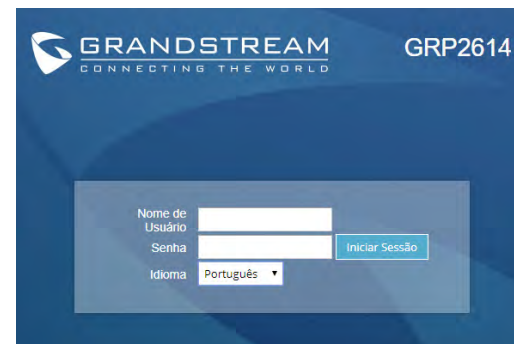 GRANDSTREAM
CONNECTING THE WORLD
GRP2614
Nome de
Usuário
Senha
Iniciar Sessão
Idioma
Português